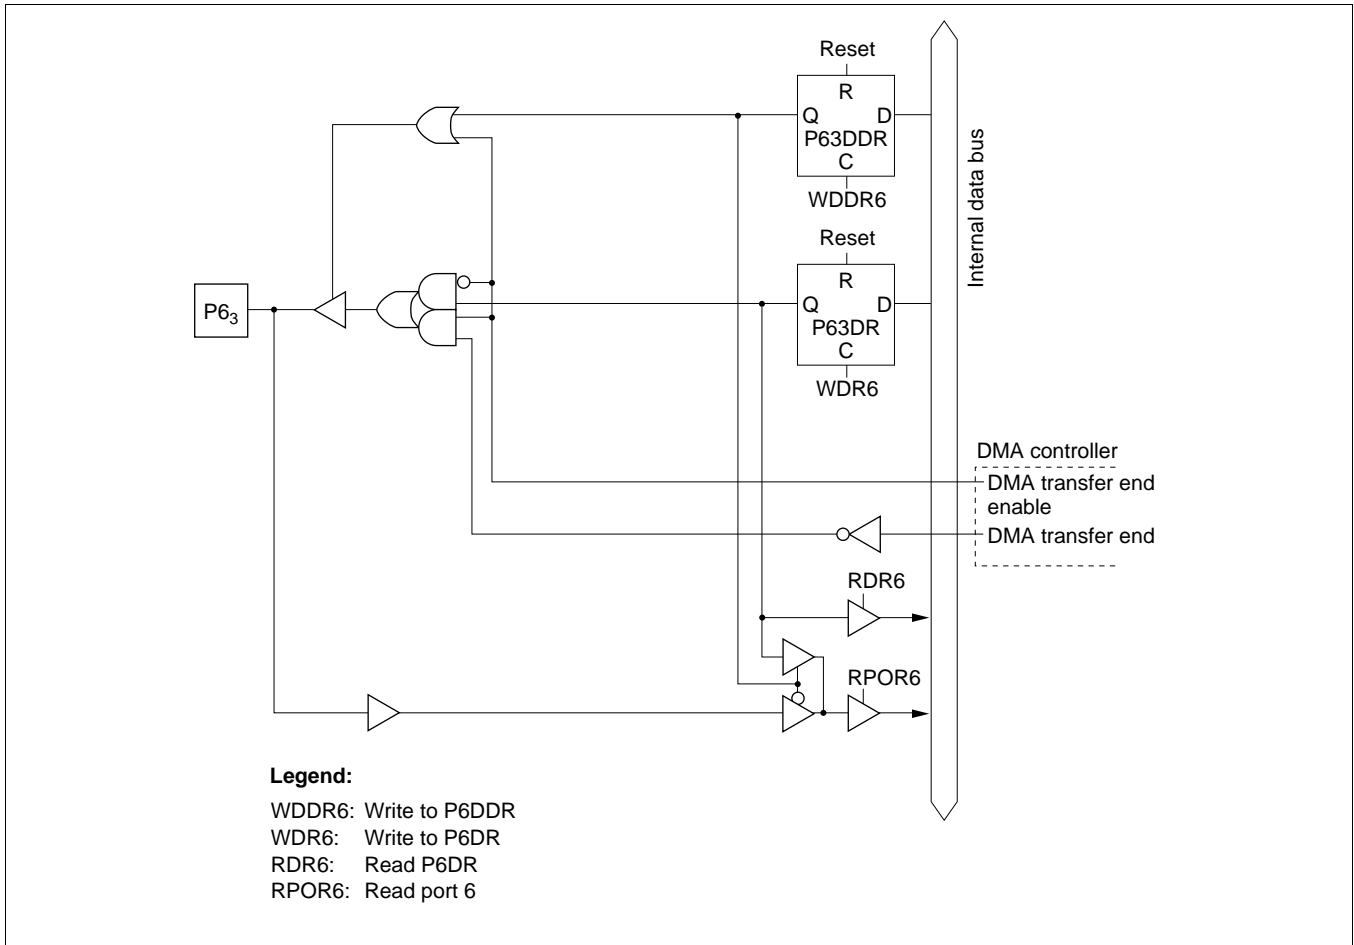 Reset
R
Q D
P63DDR
C
WDDR6
Internal data bus
Reset
R
Q D
P63DR
C
WDR6
P6₃
DMA controller
DMA transfer end
enable
DMA transfer end
RDR6
RPOR6
Legend:
WDDR6: Write to P6DDR
WDR6: Write to P6DR
RDR6: Read P6DR
RPOR6: Read port 6